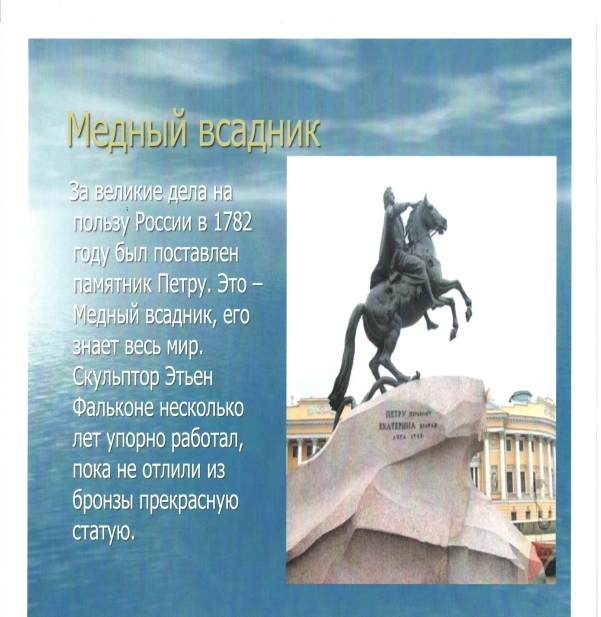 Медный всадник
За великие дела на
пользу России в 1782
году был поставлен
памятник Петру. Это –
Медный всадник, его
знает весь мир.
Скульптор Этьен
Фальконе несколько
лет упорно работал,
пока не отлили из
бронзы прекрасную
статую.
ПЕТРУ перьвому
ЕКАТЕРИНА вторая
лѣта 1782